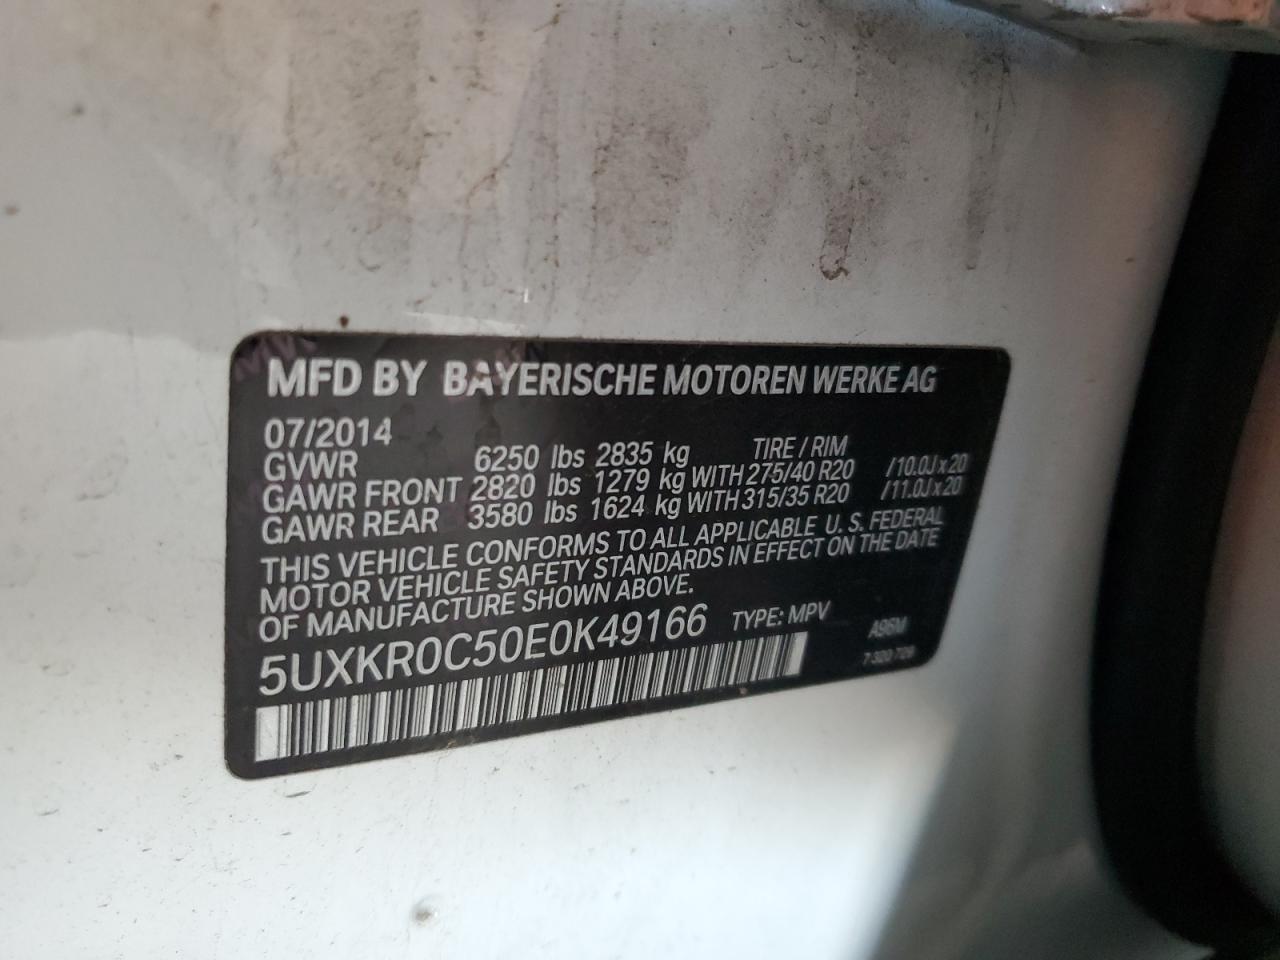 MFD BY BAYERISCHE MOTOREN WERKE AG
07/2014
GVWR 6250 lbs 2835 kg TIRE / RIM
GAWR FRONT 2820 lbs 1279 kg WITH 275/40 R20 /10.0J x 20
GAWR REAR 3580 lbs 1624 kg WITH 315/35 R20 /11.0J x 20
THIS VEHICLE CONFORMS TO ALL APPLICABLE U. S. FEDERAL
MOTOR VEHICLE SAFETY STANDARDS IN EFFECT ON THE DATE
OF MANUFACTURE SHOWN ABOVE.
5UXKR0C50E0K49166 TYPE: MPV
A96M
7 320 729